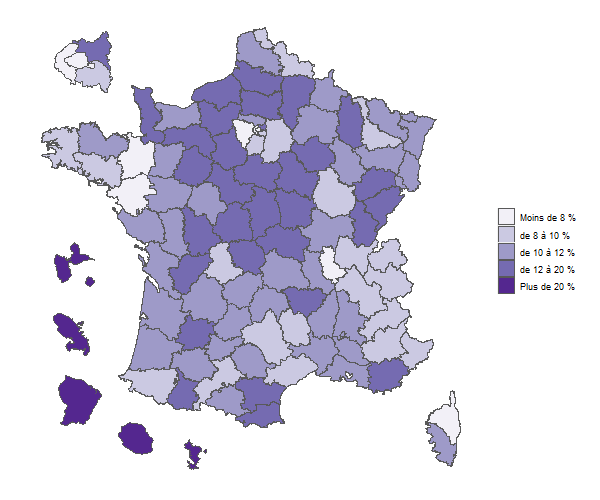 Moins de 8 %
de 8 à 10 %
de 10 à 12 %
de 12 à 20 %
Plus de 20 %